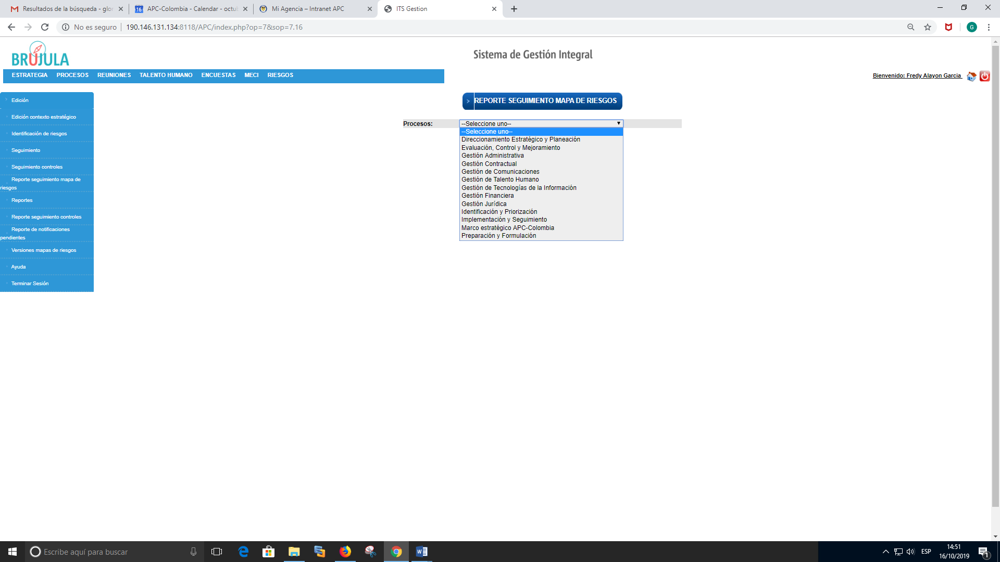 Resultados de la búsqueda - glor
APC-Colombia - Calendar - octub
Mi Agencia – Intranet APC
ITS Gestion
No es seguro
190.146.131.134:8118/APC/index.php?op=7&sop=7.16
G
BRUJULA
Sistema de Gestión Integral
ESTRATEGIA PROCESOS REUNIONES TALENTO HUMANO ENCUESTAS MECI RIESGOS
Bienvenido: Fredy Alayon Garcia
Edición
Edición contexto estratégico
Identificación de riesgos
Seguimiento
Seguimiento controles
Reporte seguimiento mapa de
riesgos
Reportes
Reporte seguimiento controles
Reporte de notificaciones
pendientes
Versiones mapas de riesgos
Ayuda
Terminar Sesión
REPORTE SEGUIMIENTO MAPA DE RIESGOS
Procesos:
--Seleccione uno--
--Seleccione uno--
Direccionamiento Estratégico y Planeación
Evaluación, Control y Mejoramiento
Gestión Administrativa
Gestión Contractual
Gestión de Comunicaciones
Gestión de Talento Humano
Gestión de Tecnologías de la Información
Gestión Financiera
Gestión Jurídica
Identificación y Priorización
Implementación y Seguimiento
Marco estratégico APC-Colombia
Preparación y Formulación
Escribe aquí para buscar
ESP
14:51
16/10/2019
1